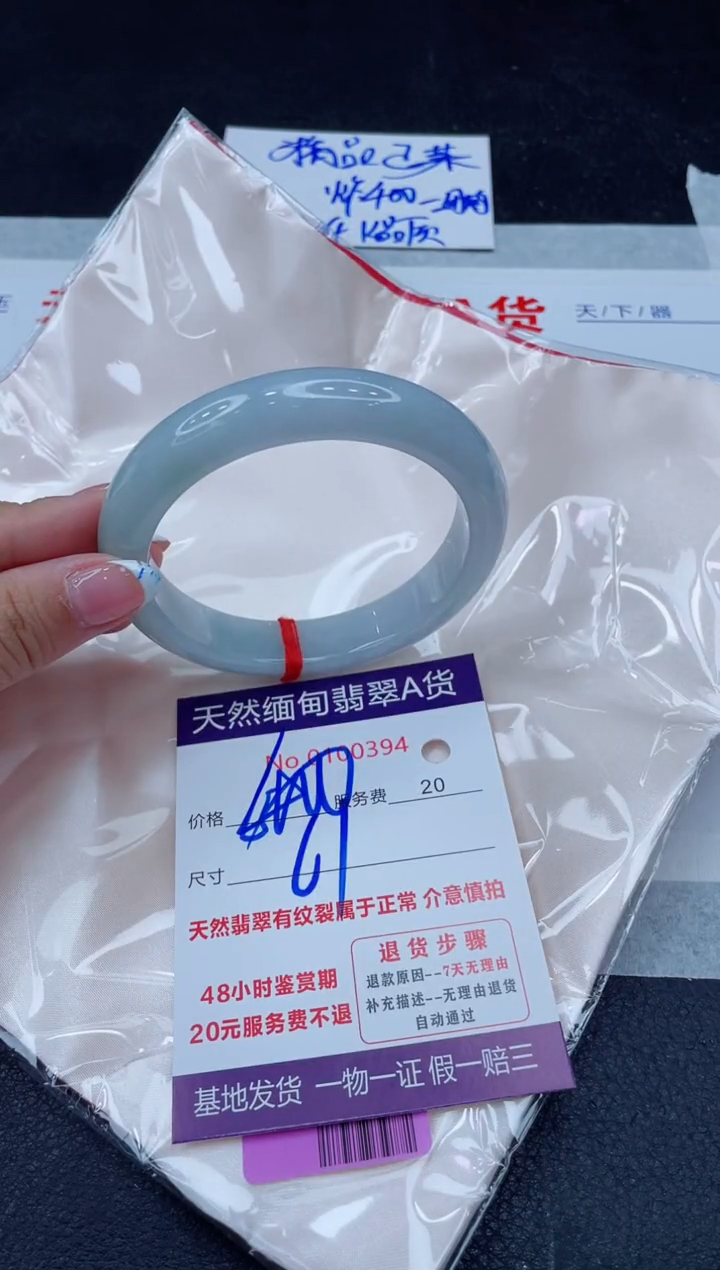 精品
货
天/下/器
天然缅甸翡翠A货
No 0100394
价格 服务费 20
尺寸
天然翡翠有纹裂属于正常 介意慎拍
48小时鉴赏期
20元服务费不退
退货步骤
退款原因--7天无理由
补充描述--无理由退货
自动通过
基地发货 一物一证 假一赔三